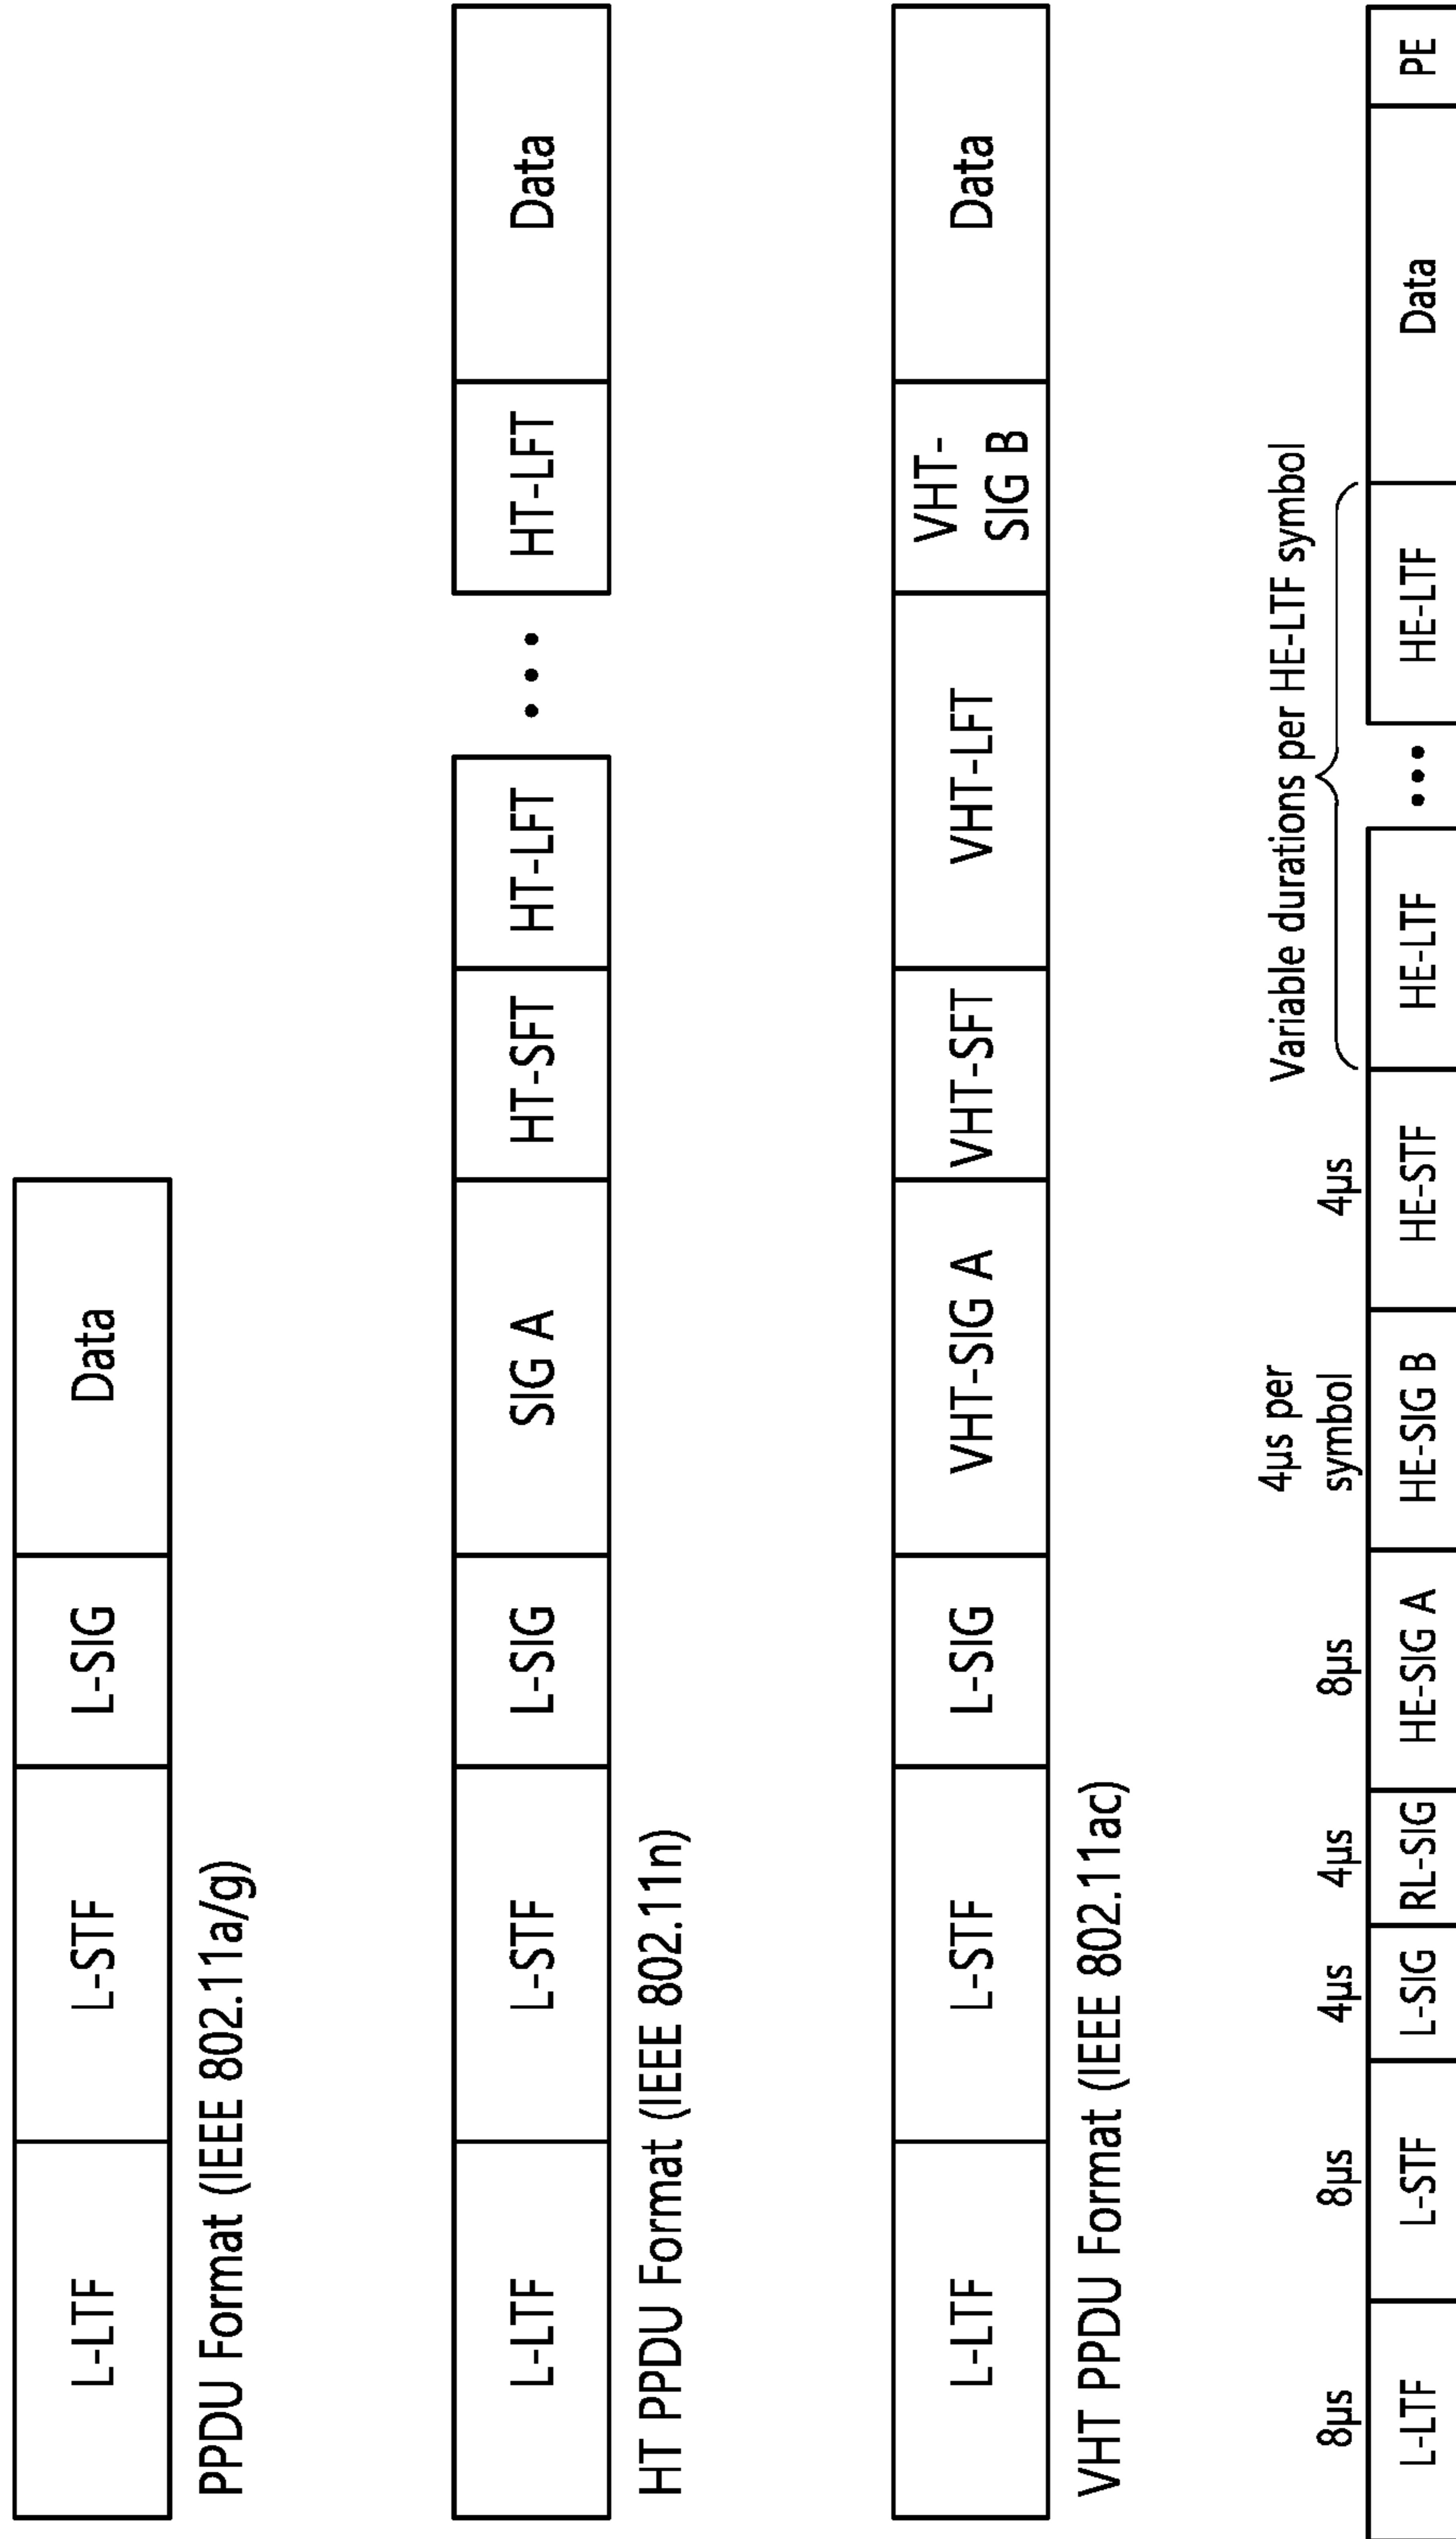 L-LTF
L-STF
L-SIG
Data
PPDU Format (IEEE 802.11a/g)
L-LTF
L-STF
L-SIG
SIG A
HT-SFT
HT-LFT
• • •
HT-LFT
Data
HT PPDU Format (IEEE 802.11n)
L-LTF
L-STF
L-SIG
VHT-SIG A
VHT-SFT
VHT-LFT
VHT-
SIG B
Data
VHT PPDU Format (IEEE 802.11ac)
8µs
8µs
4µs
4µs
8µs
4µs per
symbol
4µs
Variable durations per HE-LTF symbol
L-LTF
L-STF
L-SIG
RL-SIG
HE-SIG A
HE-SIG B
HE-STF
HE-LTF
•••
HE-LTF
Data
PE